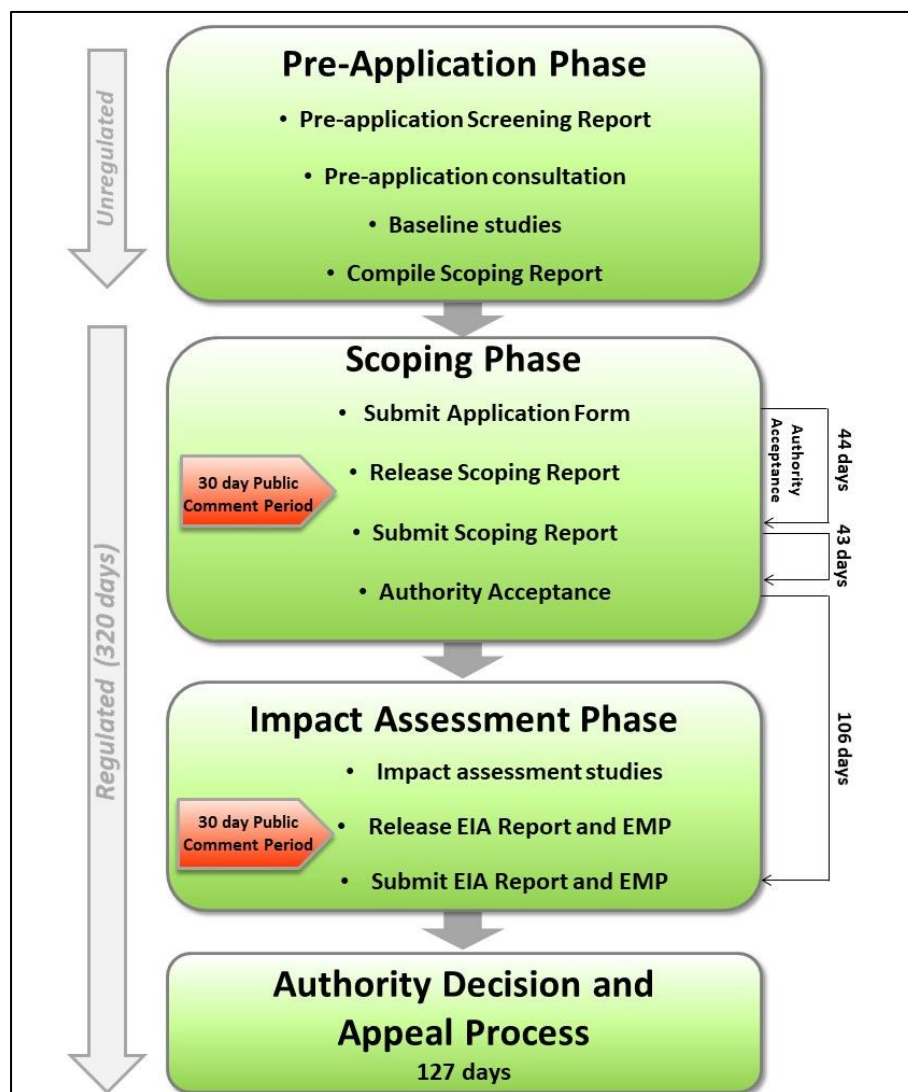 Unregulated
Pre-Application Phase
• Pre-application Screening Report
• Pre-application consultation
• Baseline studies
• Compile Scoping Report
Regulated (320 days)
Scoping Phase
• Submit Application Form
30 day Public
Comment Period
• Release Scoping Report
• Submit Scoping Report
• Authority Acceptance
Authority
Acceptance
44 days
43 days
106 days
Impact Assessment Phase
• Impact assessment studies
30 day Public
Comment Period
• Release EIA Report and EMP
• Submit EIA Report and EMP
Authority Decision and
Appeal Process
127 days